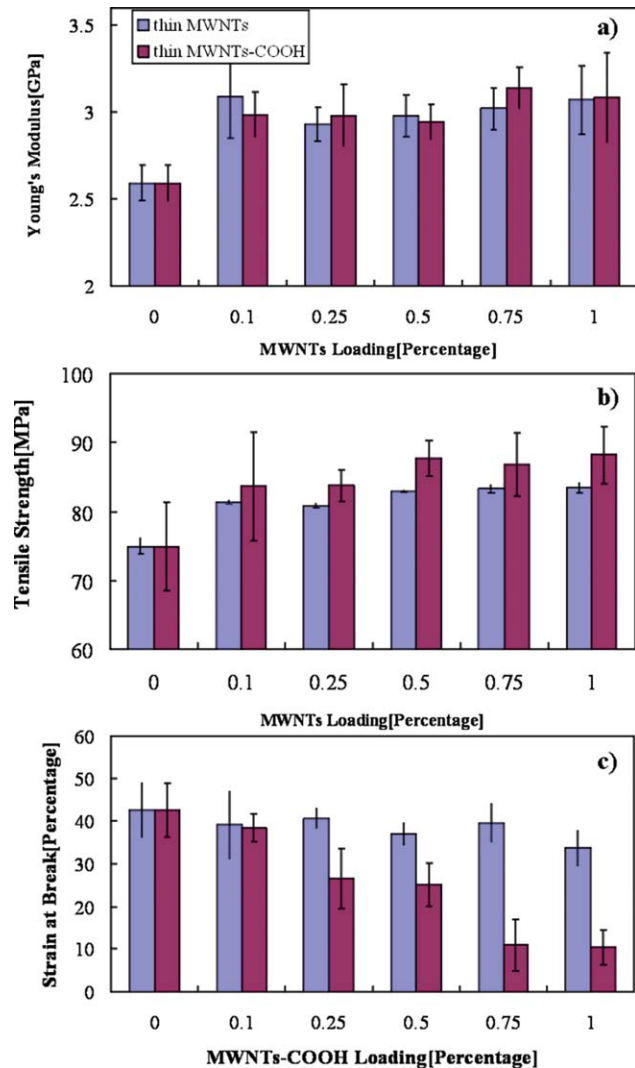 3.5
3
2.5
2
Young's Modulus[GPa]
thin MWNTs
thin MWNTs-COOH
a)
0 0.1 0.25 0.5 0.75 1
MWNTs Loading[Percentage]
100
90
80
70
60
Tensile Strength[MPa]
b)
0 0.1 0.25 0.5 0.75 1
MWNTs Loading[Percentage]
60
50
40
30
20
10
0
Strain at Break[Percentage]
c)
0 0.1 0.25 0.5 0.75 1
MWNTs-COOH Loading[Percentage]